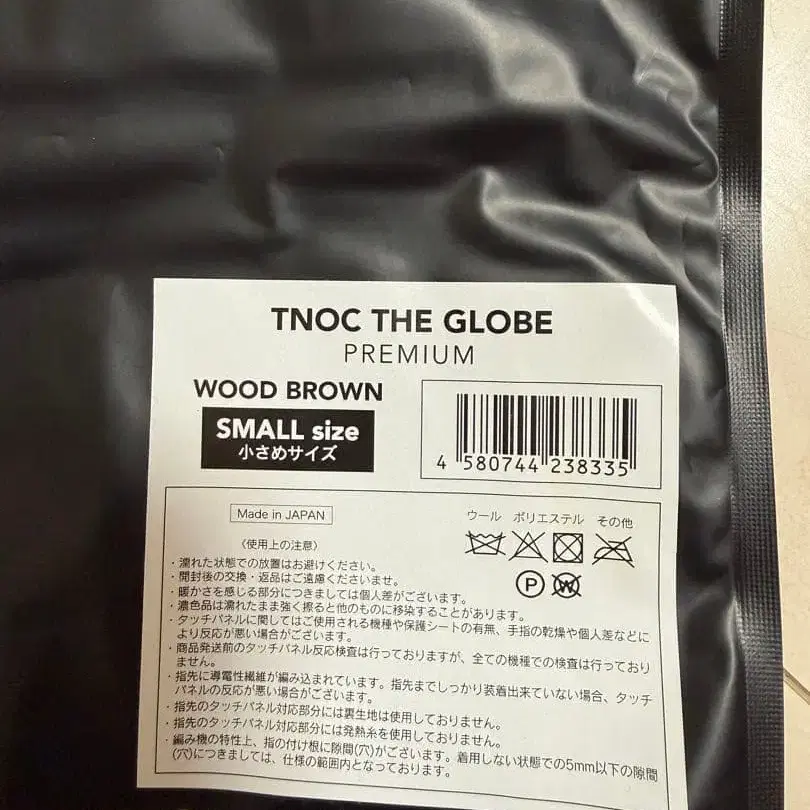 TNOC THE GLOBE
PREMIUM
WOOD BROWN
SMALL size
小さめサイズ
4 580744 238335
Made in JAPAN
ウール ポリエステル その他
〈使用上の注意〉
P
W
・濡れた状態での放置はお避けください。
・開封後の交換・返品はご遠慮くださいませ。
・暖かさを感じる部分につきましては個人差がございます。
・濃色品は濡れたまま強く擦ると他のものに移染することがあります。
・タッチパネルに関してはご使用される機種や保護シートの有無、手指の乾燥や個人差などに
より反応が悪い場合がございます。
・商品発送前のタッチパネル反応検査は行っておりますが、全ての機種での検査は行っており
ません。
・指先に導電性繊維が編み込まれています。指先までしっかり装着出来ていない場合、タッチ
パネルの反応が悪い場合がございます。
・指先のタッチパネル対応部分には裏生地は使用しておりません。
・指先のタッチパネル対応部分には発熱糸を使用しておりません。
・編み機の特性上、指の付け根に隙間(穴)がございます。着用しない状態での5mm以下の隙間
(穴)につきましては、仕様の範囲内となっております。